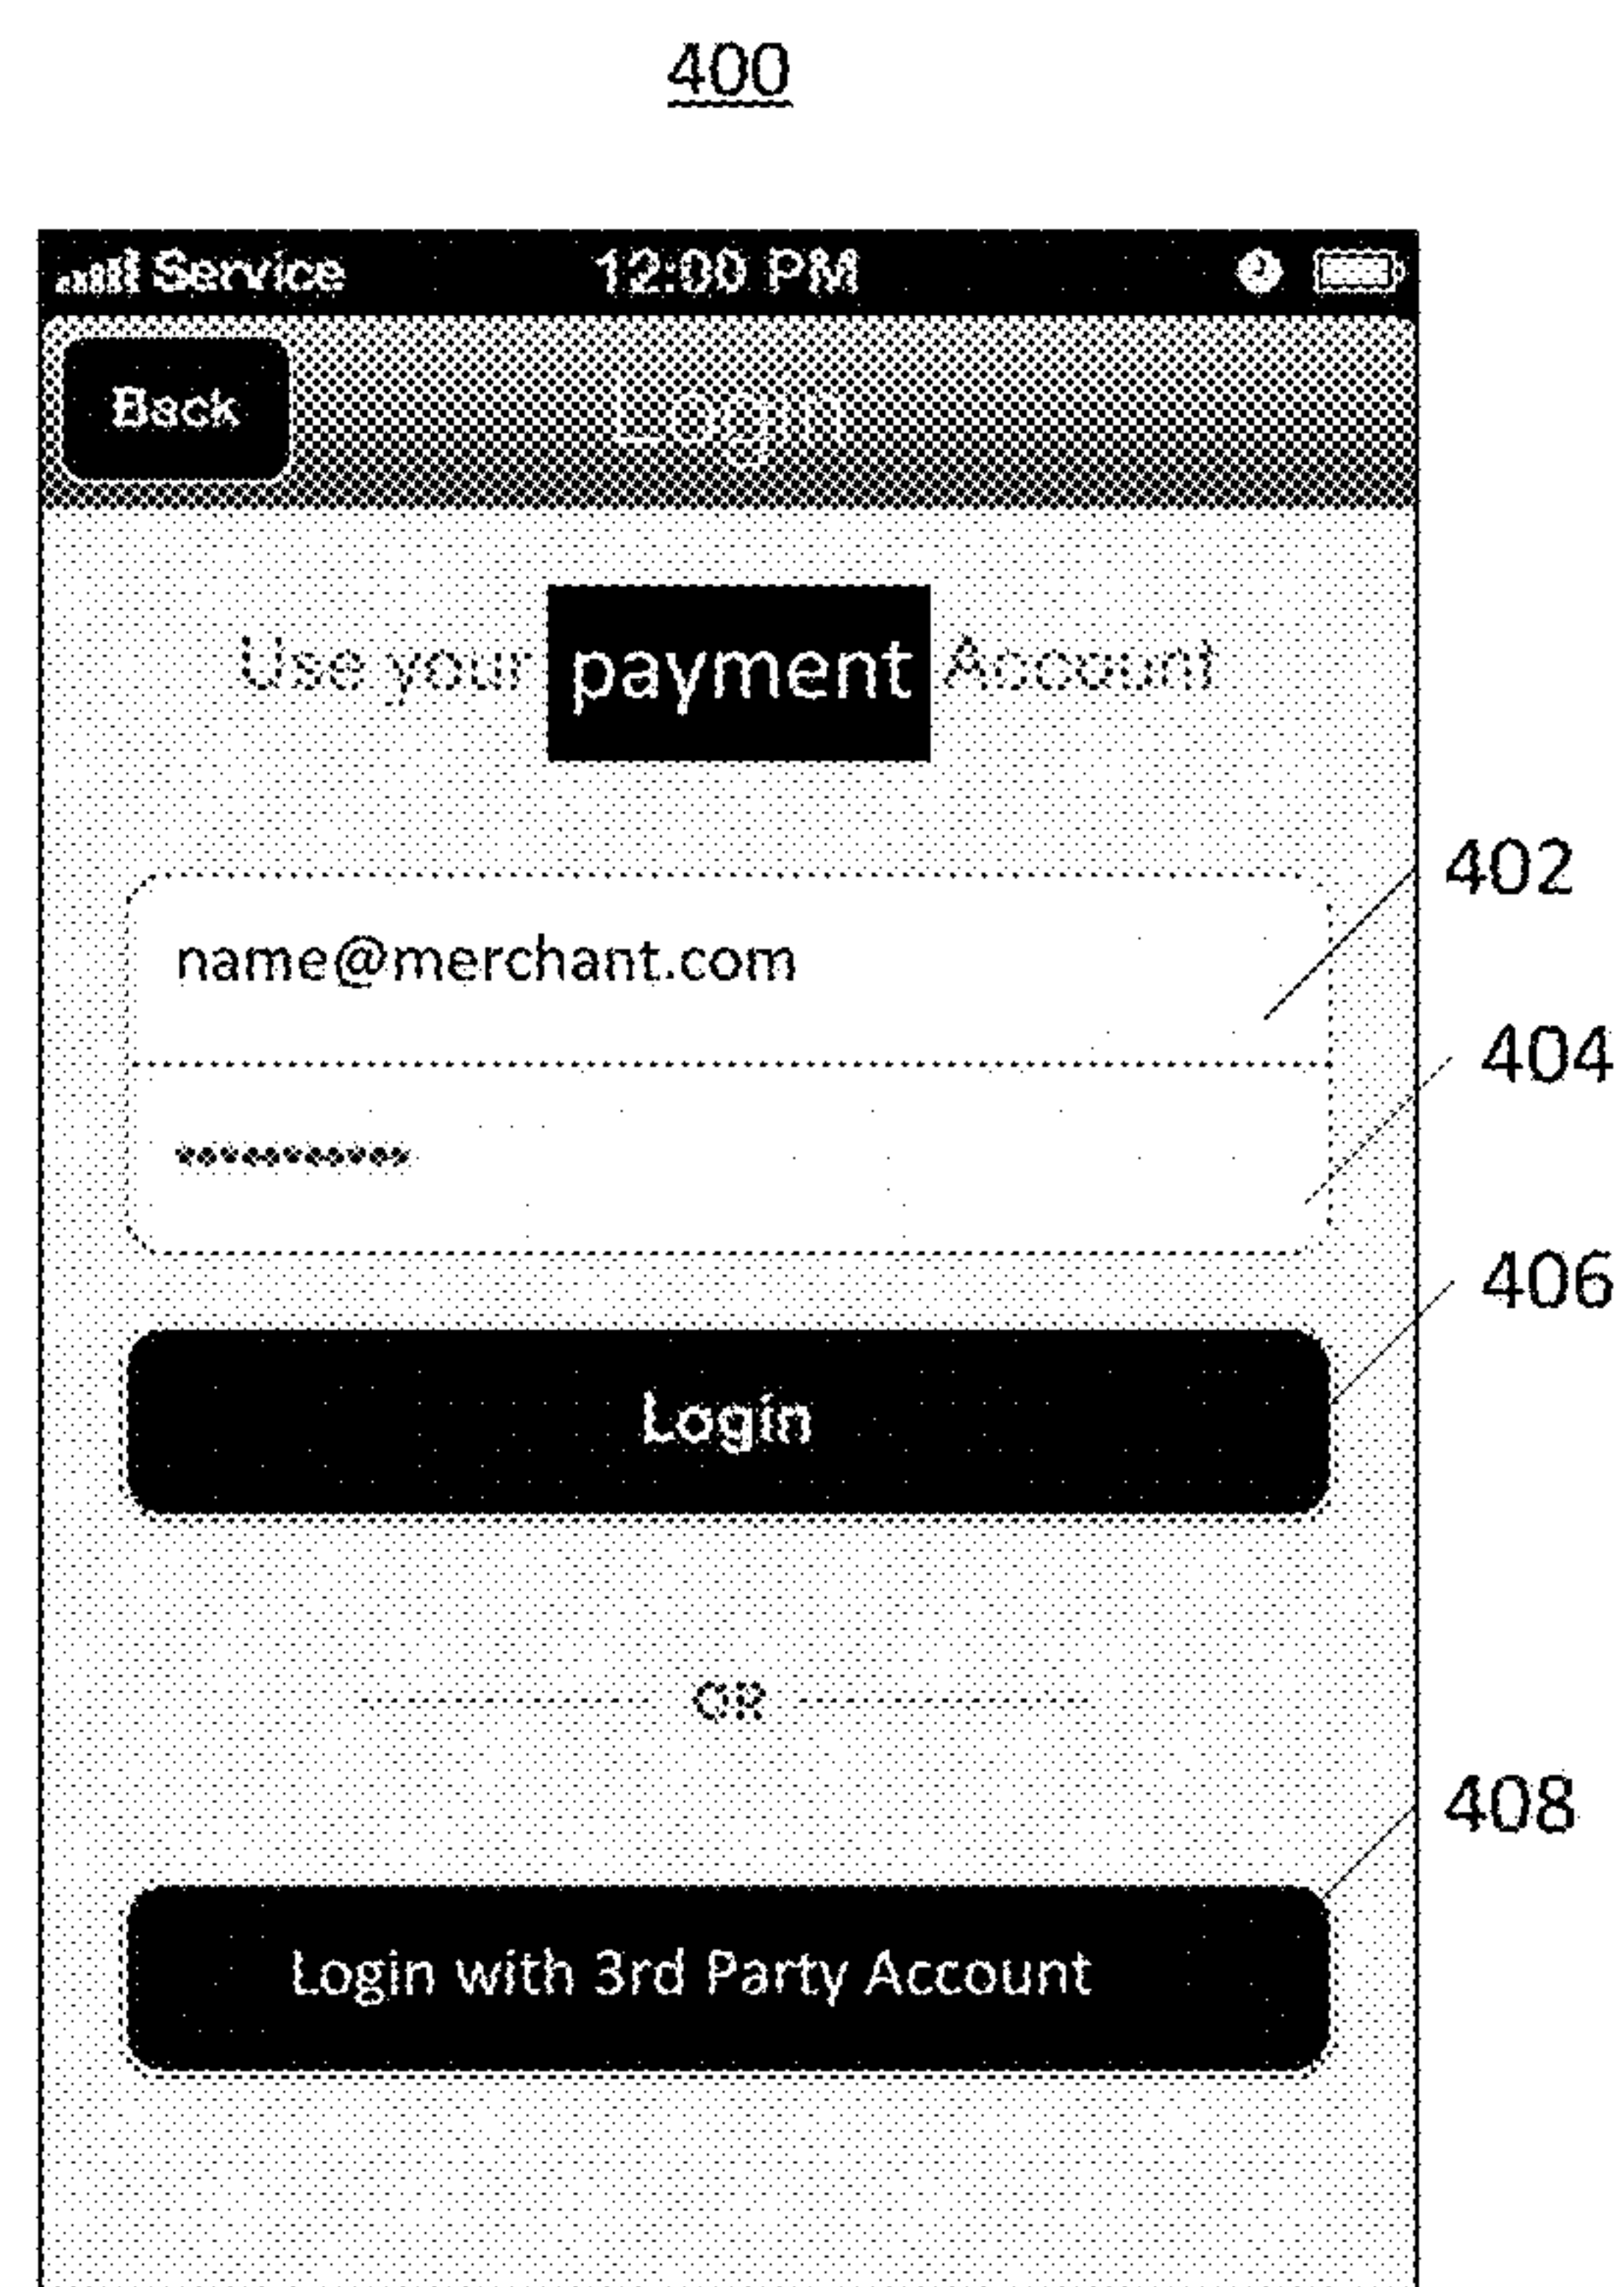 400
Service 12:00 PM
Back Login
Use your payment Account
402
name@merchant.com
404
406
Login
OR
408
Login with 3rd Party Account